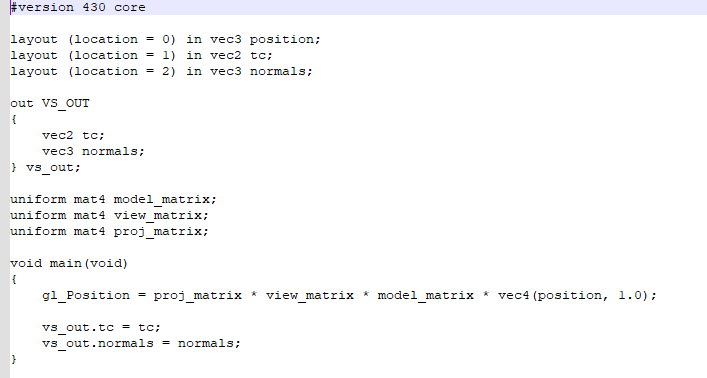 #version 430 core
layout (location = 0) in vec3 position;
layout (location = 1) in vec2 tc;
layout (location = 2) in vec3 normals;
out VS_OUT
{
vec2 tc;
vec3 normals;
} vs_out;
uniform mat4 model_matrix;
uniform mat4 view_matrix;
uniform mat4 proj_matrix;
void main(void)
{
gl_Position = proj_matrix * view_matrix * model_matrix * vec4(position, 1.0);
vs_out.tc = tc;
vs_out.normals = normals;
}